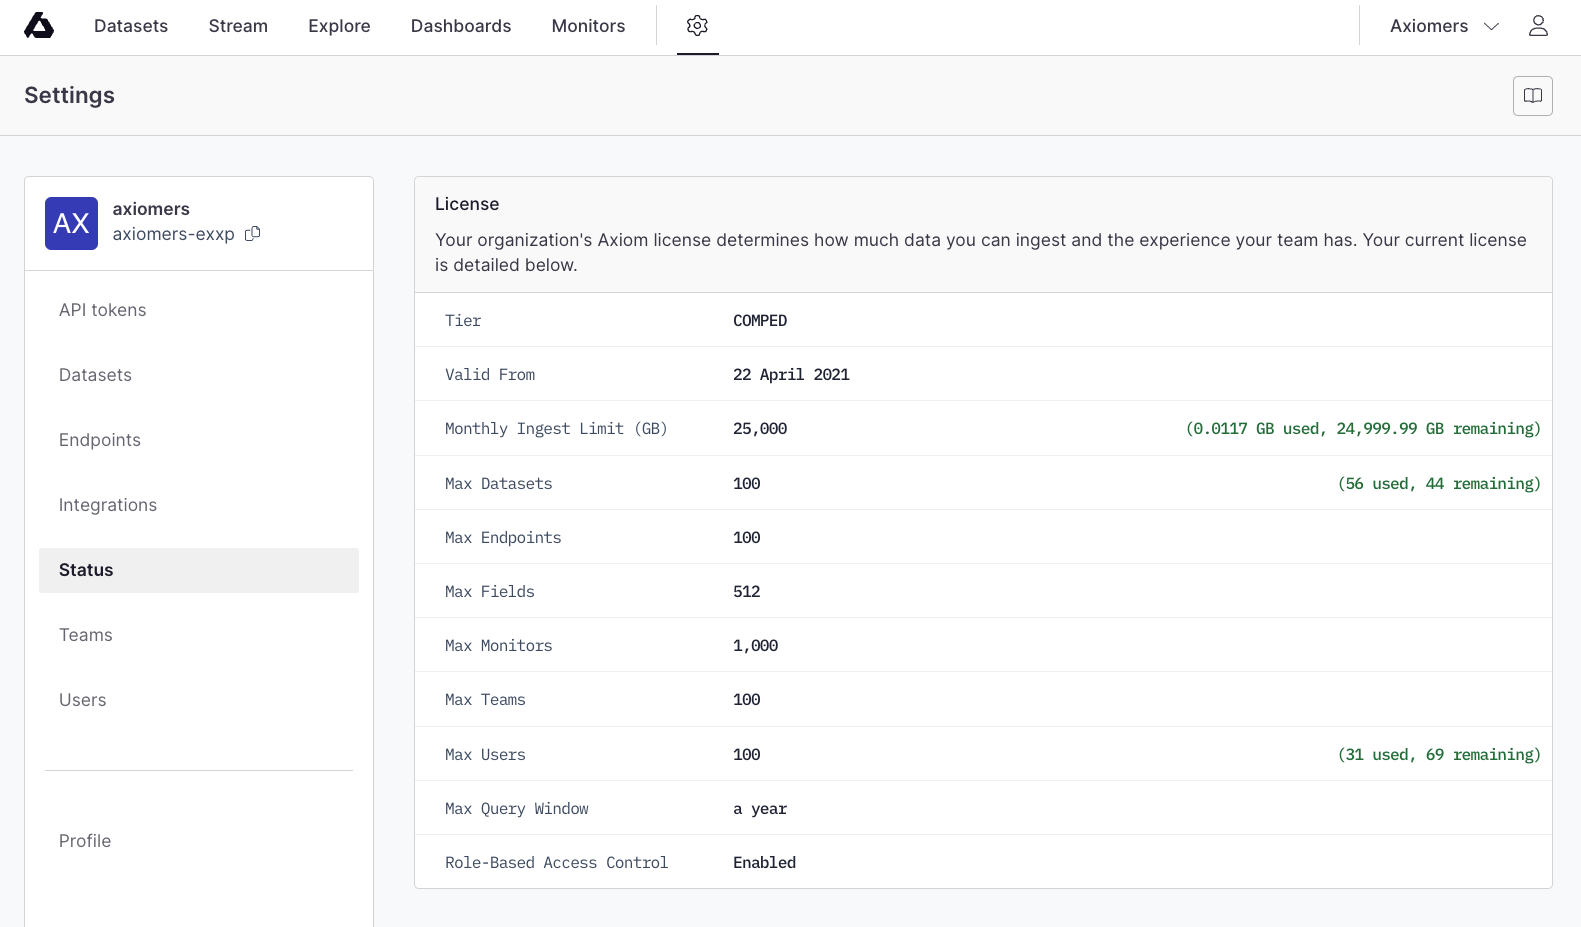 Datasets Stream Explore Dashboards Monitors Axiomers
Settings
AX
axiomers
axiomers-exxp
API tokens
Datasets
Endpoints
Integrations
Status
Teams
Users
Profile
License
Your organization's Axiom license determines how much data you can ingest and the experience your team has. Your current license
is detailed below.
Tier COMPED
Valid From 22 April 2021
Monthly Ingest Limit (GB) 25,000 (0.0117 GB used, 24,999.99 GB remaining)
Max Datasets 100 (56 used, 44 remaining)
Max Endpoints 100
Max Fields 512
Max Monitors 1,000
Max Teams 100
Max Users 100 (31 used, 69 remaining)
Max Query Window a year
Role-Based Access Control Enabled